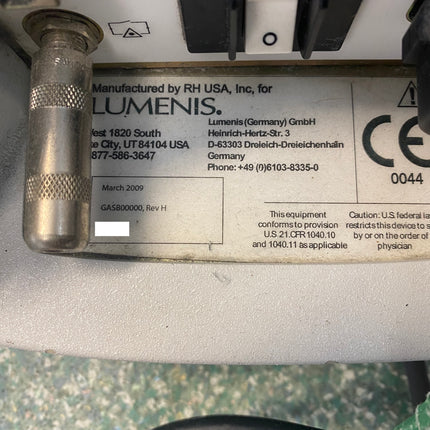 Manufactured by RH USA, Inc, for
LUMENIS®
West 1820 South
City, UT 84104 USA
877-586-3647
Lumenis (Germany) GmbH
Heinrich-Hertz-Str. 3
D-63303 Dreieich-Dreieichenhain
Germany
Phone: +49 (0)6103-8335-0
CE
0044
March 2009
GA5800000, Rev H
This equipment
conforms to provision
U.S. 21.CFR 1040.10
and 1040.11 as applicable
Caution: U.S. federal
restricts this device to
by or on the order of
physician